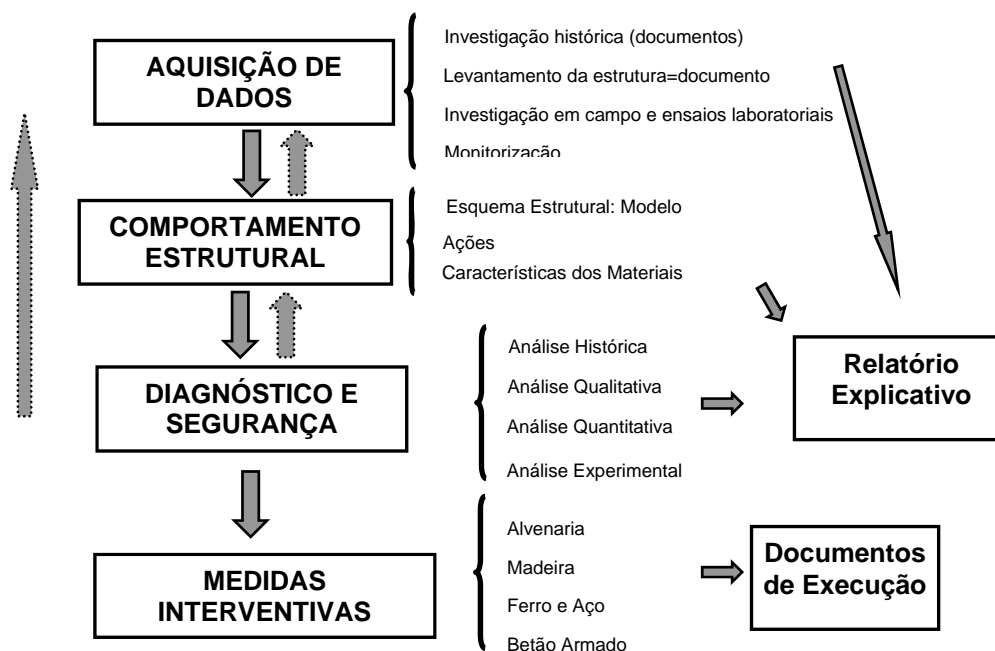 AQUISIÇÃO DE
DADOS
Investigação histórica (documentos)
Levantamento da estrutura=documento
Investigação em campo e ensaios laboratoriais
Monitorização
COMPORTAMENTO
ESTRUTURAL
Esquema Estrutural: Modelo
Ações
Características dos Materiais
DIAGNÓSTICO E
SEGURANÇA
Análise Histórica
Análise Qualitativa
Análise Quantitativa
Análise Experimental
Relatório
Explicativo
MEDIDAS
INTERVENTIVAS
Alvenaria
Madeira
Ferro e Aço
Betão Armado
Documentos
de Execução